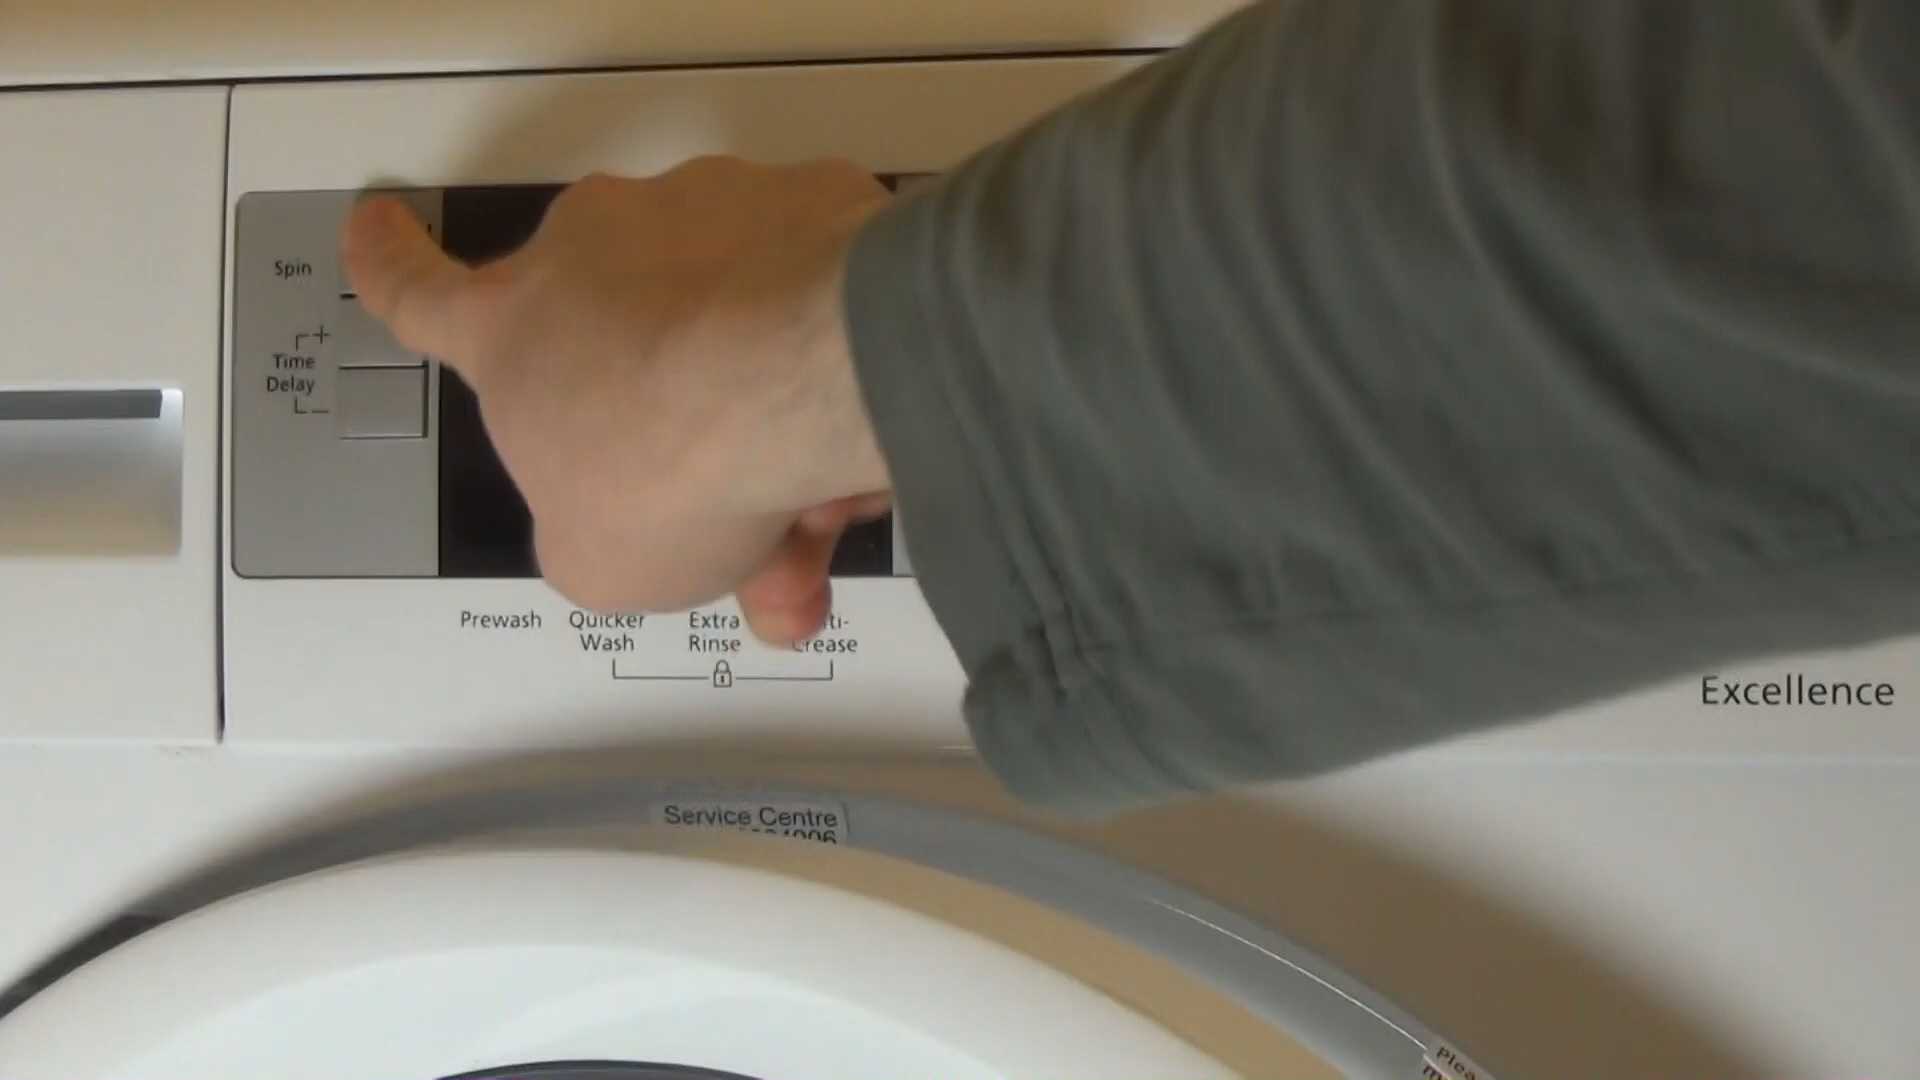 Spin
+
Time
Delay
−
Prewash
Quicker
Wash
Extra
Rinse
Excellence
Service Centre